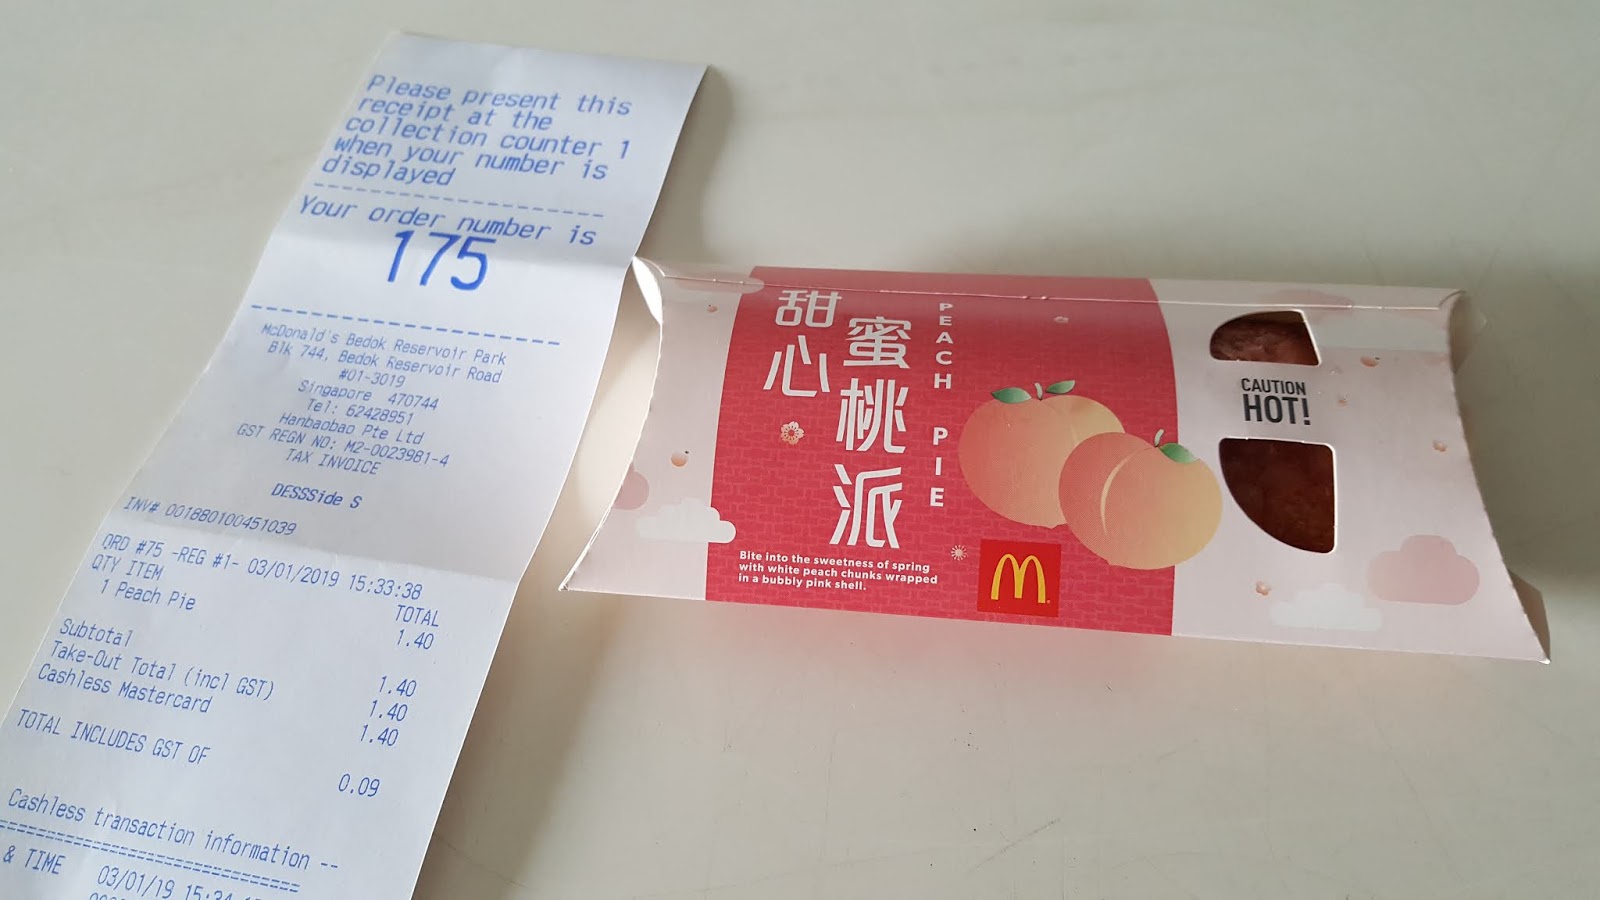 Please present this
receipt at the
collection counter 1
when your number is
displayed
Your order number is
175
McDonald's Bedok Reservoir Park
Blk 744, Bedok Reservoir Road
#01-3019
Singapore 470744
Tel: 62428951
Hanbaobao Pte Ltd
GST REGN NO: M2-0023981-4
TAX INVOICE
DESSSide S
INV# 001880100451039
ORD #75 -REG #1- 03/01/2019 15:33:38
QTY ITEM TOTAL
1 Peach Pie 1.40
Subtotal 1.40
Take-Out Total (incl GST) 1.40
Cashless Mastercard 1.40
TOTAL INCLUDES GST OF 0.09
Cashless transaction information --
& TIME 03/01/19 15:34
甜心
蜜桃派
PEACH PIE
Bite into the sweetness of spring
with white peach chunks wrapped
in a bubbly pink shell.
M
CAUTION
HOT!